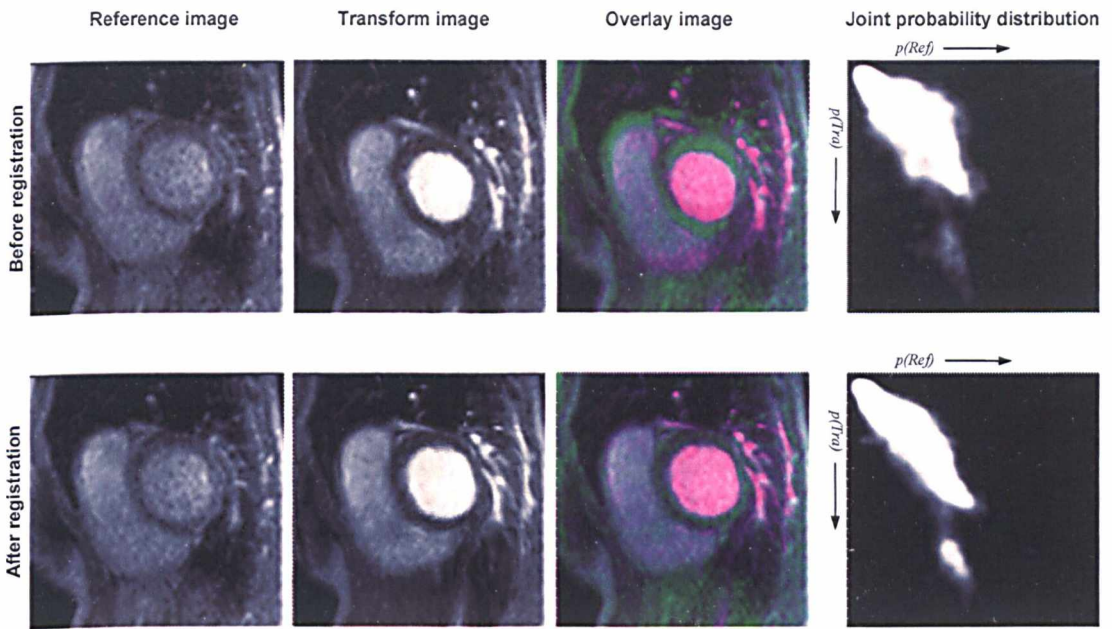 Reference image
Transform image
Overlay image
Joint probability distribution
Before registration
p(Ref)
p(Tra)
After registration
p(Ref)
p(Tra)